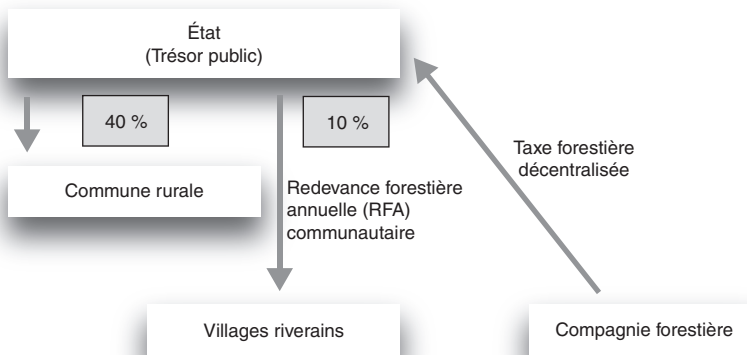 État
(Trésor public)
40 %
10 %
Taxe forestière
décentralisée
Commune rurale
Redevance forestière
annuelle (RFA)
communautaire
Villages riverains
Compagnie forestière